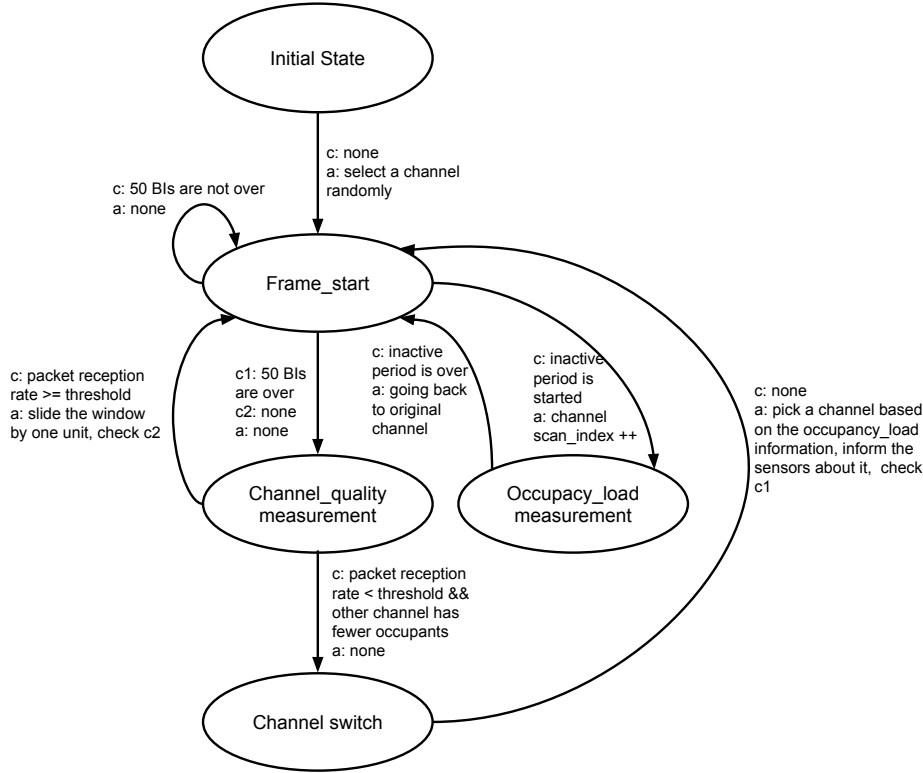 Initial State
c: none
a: select a channel
randomly
c: 50 BIs are not over
a: none
Frame_start
c: packet reception
rate >= threshold
a: slide the window
by one unit, check c2
c1: 50 BIs
are over
c2: none
a: none
c: inactive
period is over
a: going back
to original
channel
c: inactive
period is
started
a: channel
scan_index ++
c: none
a: pick a channel based
on the occupancy_load
information, inform the
sensors about it,  check
c1
Channel_quality
measurement
Occupancy_load
measurement
c: packet reception
rate < threshold &&
other channel has
fewer occupants
a: none
Channel switch